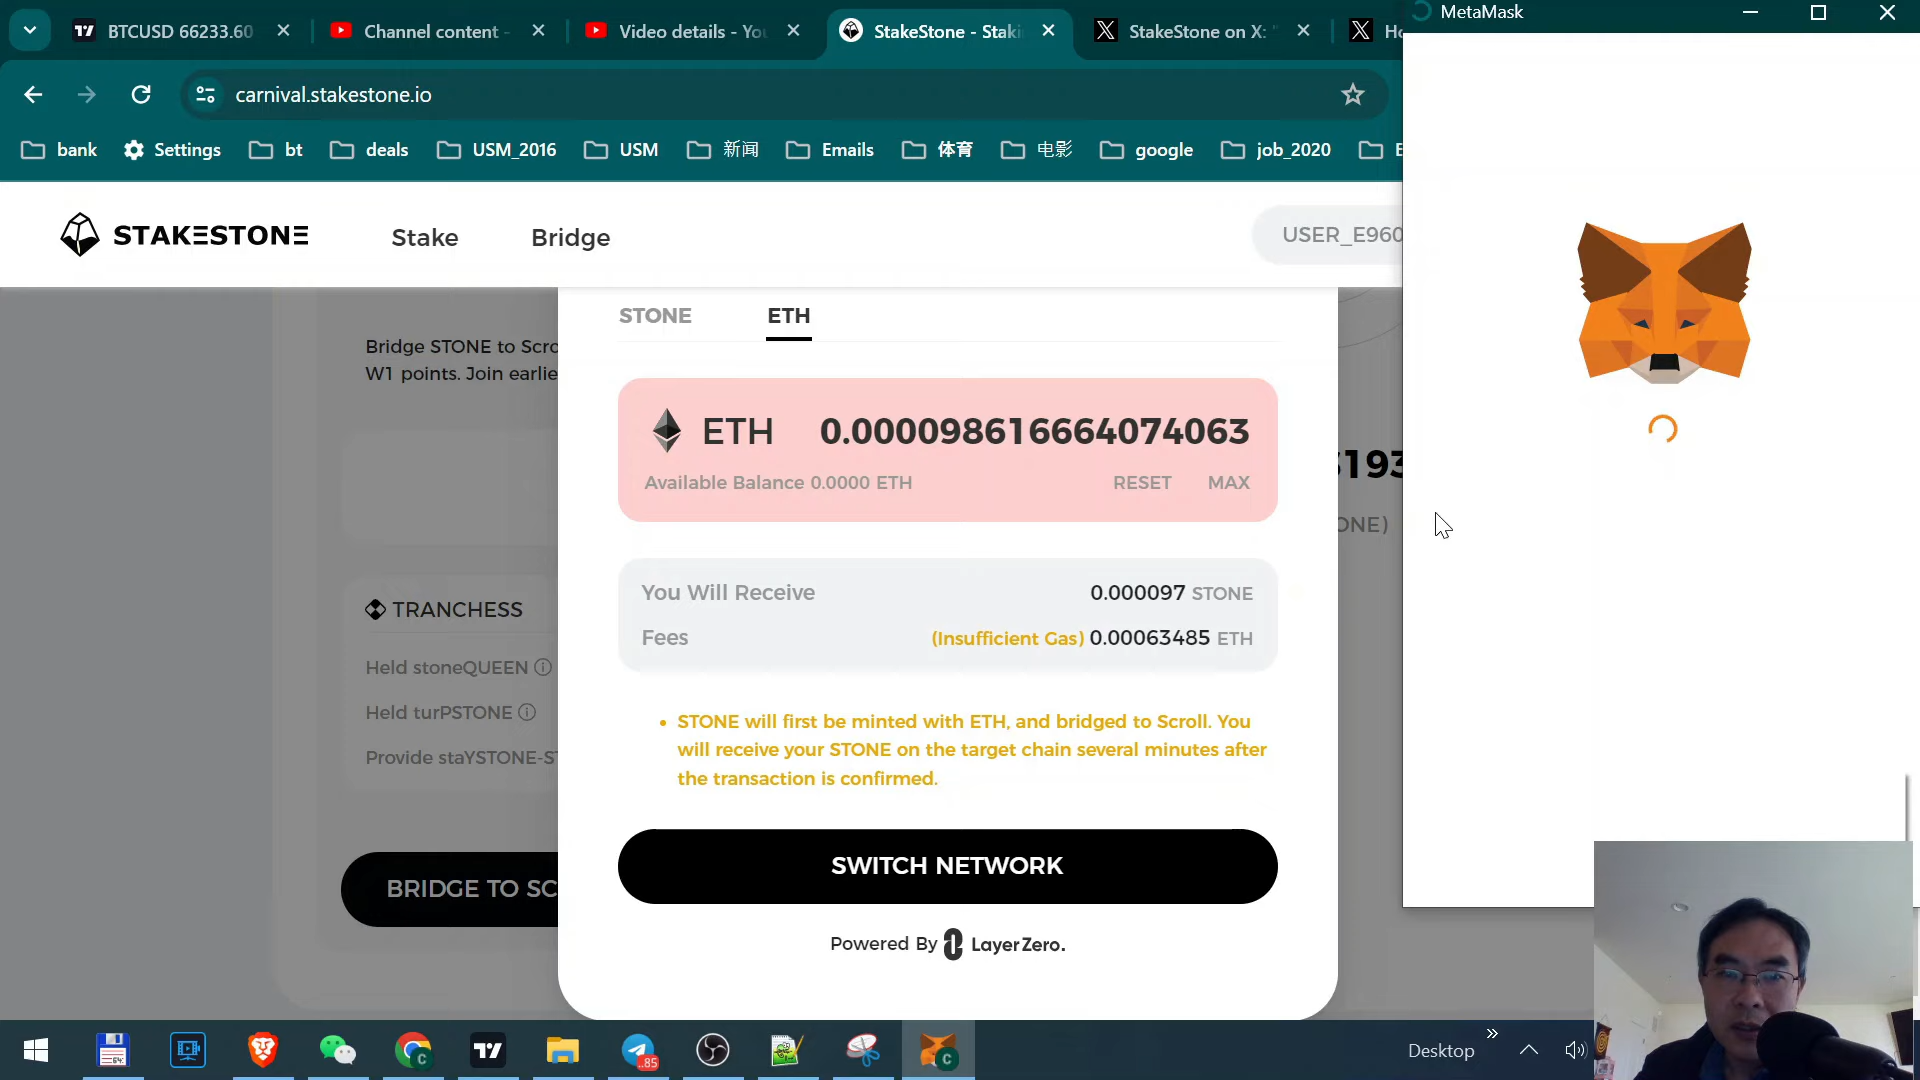 BTCUSD 66233.60
Channel content -
Video details - You
StakeStone - Staki
StakeStone on X: "
MetaMask
carnival.stakestone.io
bank
Settings
bt
deals
USM_2016
USM
新闻
Emails
体育
电影
google
job_2020
STAKESTONE
Stake
Bridge
USER_E960
STONE
ETH
Bridge STONE to Scro
W1 points. Join earlie
ETH 0.000098616664074063
Available Balance 0.0000 ETH
RESET
MAX
$193
ONE)
You Will Receive
0.000097 STONE
Fees
(Insufficient Gas) 0.00063485 ETH
TRANCHESS
Held stoneQUEEN
Held turPSTONE
Provide staYSTONE-ST
• STONE will first be minted with ETH, and bridged to Scroll. You
will receive your STONE on the target chain several minutes after
the transaction is confirmed.
SWITCH NETWORK
BRIDGE TO SC
Powered By LayerZero.
64
..85
Desktop